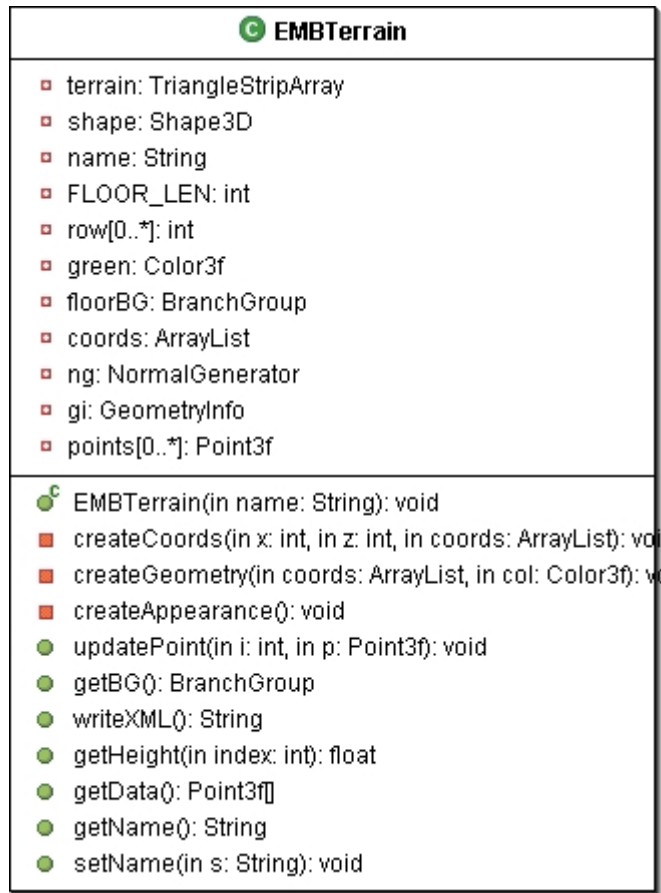 C EMBTerrain
terrain: TriangleStripArray
shape: Shape3D
name: String
FLOOR_LEN: int
row[0..*]: int
green: Color3f
floorBG: BranchGroup
coords: ArrayList
ng: NormalGenerator
gi: GeometryInfo
points[0..*]: Point3f
C EMBTerrain(in name: String): void
createCoords(in x: int, in z: int, in coords: ArrayList): voi
createGeometry(in coords: ArrayList, in col: Color3f): v
createAppearance(): void
updatePoint(in i: int, in p: Point3f): void
getBG(): BranchGroup
writeXML(): String
getHeight(in index: int): float
getData(): Point3f[]
getName(): String
setName(in s: String): void